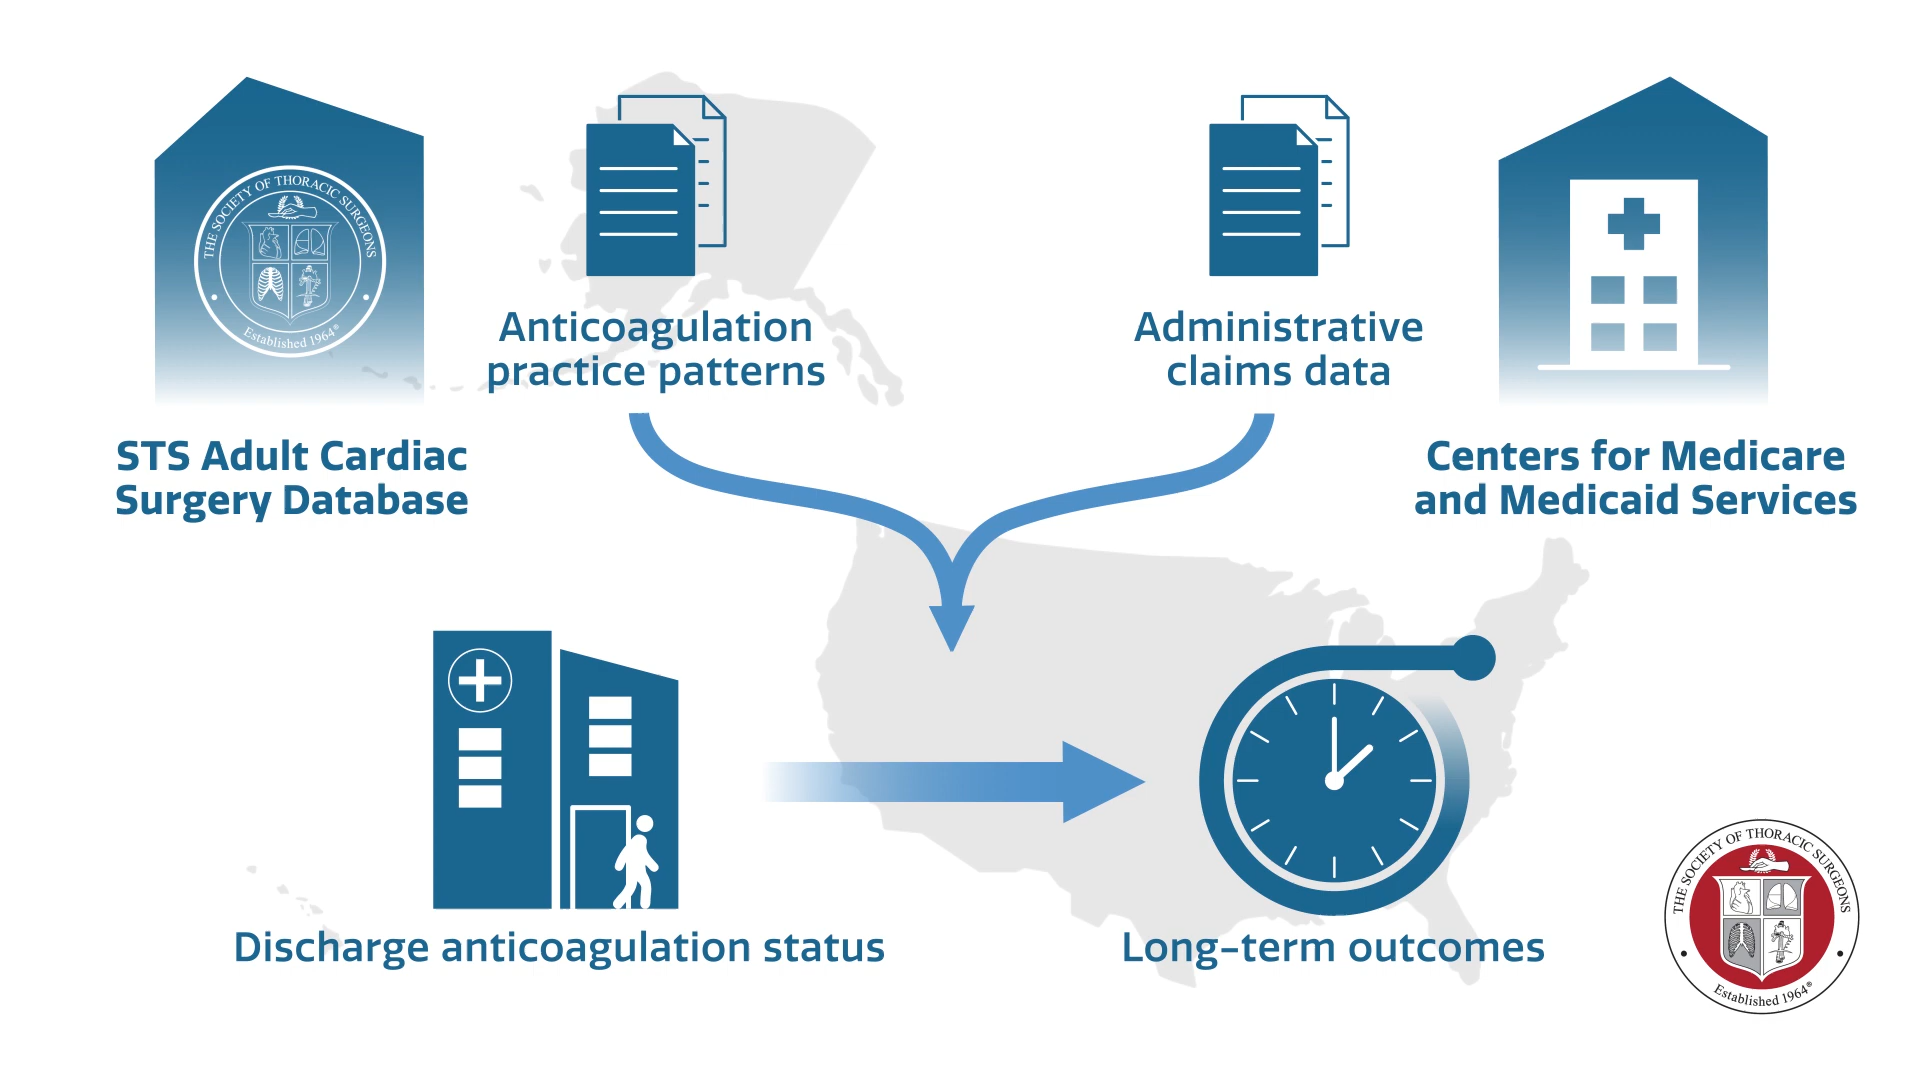 THE SOCIETY OF THORACIC SURGEONS
Established 1964®
Anticoagulation
practice patterns
Administrative
claims data
STS Adult Cardiac
Surgery Database
Centers for Medicare
and Medicaid Services
Discharge anticoagulation status
Long-term outcomes
THE SOCIETY OF THORACIC SURGEONS
Established 1964®